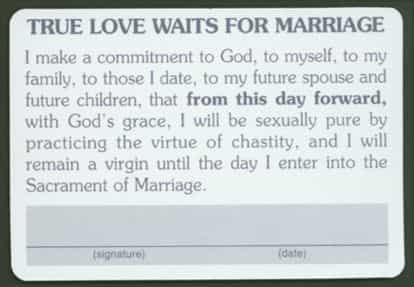 TRUE LOVE WAITS FOR MARRIAGE
I make a commitment to God, to myself, to my
family, to those I date, to my future spouse and
future children, that from this day forward,
with God's grace, I will be sexually pure by
practicing the virtue of chastity, and I will
remain a virgin until the day I enter into the
Sacrament of Marriage.
(signature) (date)